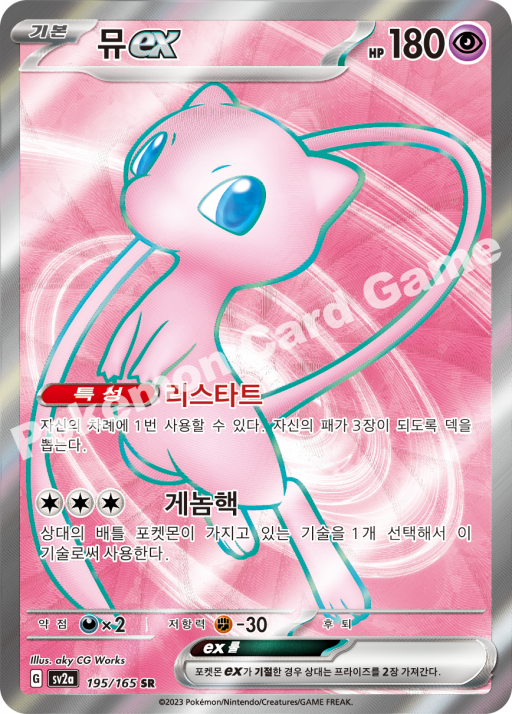 기본 뮤 ex HP 180
Pokémon Card Game
특성 리스타트
자신의 차례에 1번 사용할 수 있다. 자신의 패가 3장이 되도록 덱을
뽑는다.
게놈핵
상대의 배틀 포켓몬이 가지고 있는 기술을 1개 선택해서 이
기술로써 사용한다.
약점 ×2 저항력 -30 후퇴
ex 룰
포켓몬 ex가 기절한 경우 상대는 프라이즈를 2장 가져간다.
Illus. aky CG Works
G sv2a 195/165 SR
©2023 Pokémon/Nintendo/Creatures/GAME FREAK.